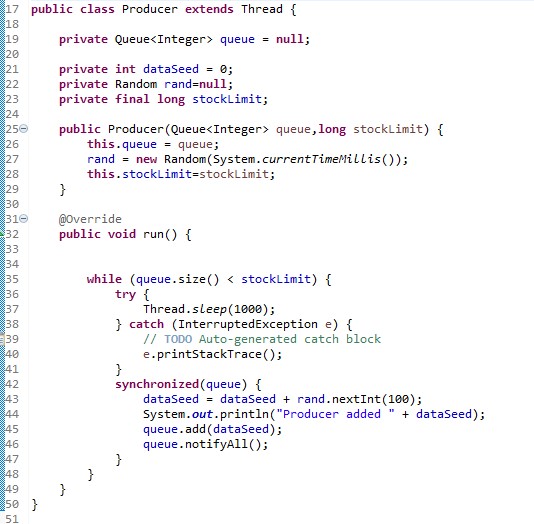 17 public class Producer extends Thread {
18
19     private Queue<Integer> queue = null;
20
21     private int dataSeed = 0;
22     private Random rand=null;
23     private final long stockLimit;
24
25     public Producer(Queue<Integer> queue,long stockLimit) {
26         this.queue = queue;
27         rand = new Random(System.currentTimeMillis());
28         this.stockLimit=stockLimit;
29     }
30
31     @Override
32     public void run() {
33
34
35         while (queue.size() < stockLimit) {
36             try {
37                 Thread.sleep(1000);
38             } catch (InterruptedException e) {
39                 // TODO Auto-generated catch block
40                 e.printStackTrace();
41             }
42             synchronized(queue) {
43                 dataSeed = dataSeed + rand.nextInt(100);
44                 System.out.println("Producer added " + dataSeed);
45                 queue.add(dataSeed);
46                 queue.notifyAll();
47             }
48         }
49     }
50 }
51